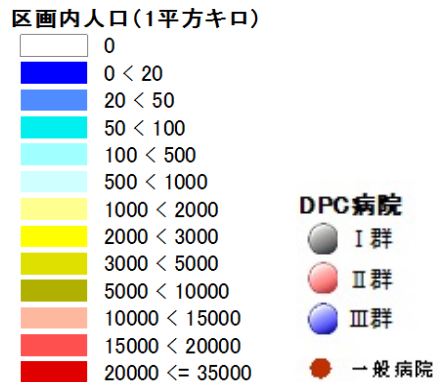 区画内人口(1平方キロ)
0
0 < 20
20 < 50
50 < 100
100 < 500
500 < 1000
1000 < 2000
2000 < 3000
3000 < 5000
5000 < 10000
10000 < 15000
15000 < 20000
20000 <= 35000
DPC病院
Ⅰ群
Ⅱ群
Ⅲ群
一般病院